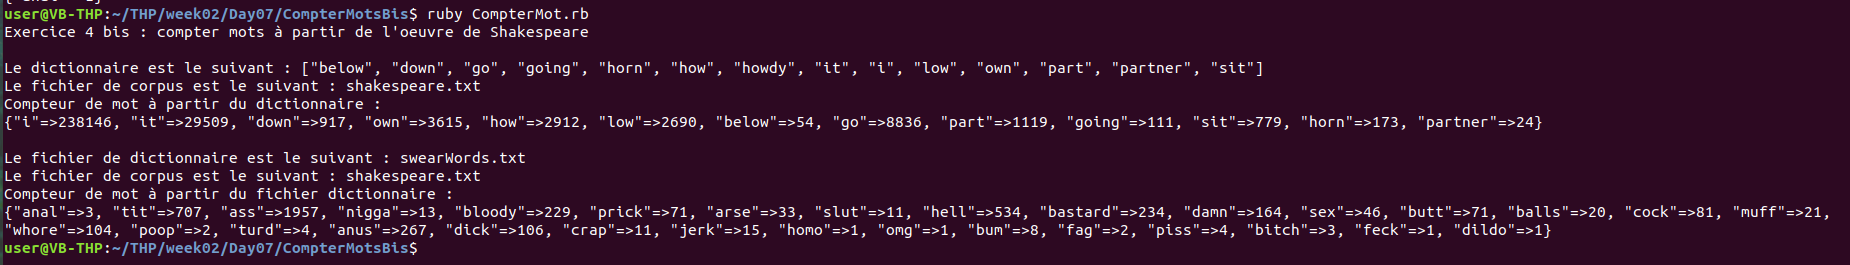 user@VB-THP:~/THP/week02/Day07/CompterMotsBis$ ruby CompterMot.rb
Exercice 4 bis : compter mots à partir de l'oeuvre de Shakespeare
Le dictionnaire est le suivant : ["below", "down", "go", "going", "horn", "how", "howdy", "it", "i", "low", "own", "part", "partner", "sit"]
Le fichier de corpus est le suivant : shakespeare.txt
Compteur de mot à partir du dictionnaire :
{"i"=>238146, "it"=>29509, "down"=>917, "own"=>3615, "how"=>2912, "low"=>2690, "below"=>54, "go"=>8836, "part"=>1119, "going"=>111, "sit"=>779, "horn"=>173, "partner"=>24}
Le fichier de dictionnaire est le suivant : swearWords.txt
Le fichier de corpus est le suivant : shakespeare.txt
Compteur de mot à partir du fichier dictionnaire :
{"anal"=>3, "tit"=>707, "ass"=>1957, "nigga"=>13, "bloody"=>229, "prick"=>71, "arse"=>33, "slut"=>11, "hell"=>534, "bastard"=>234, "damn"=>164, "sex"=>46, "butt"=>71, "balls"=>20, "cock"=>81, "muff"=>21,
"whore"=>104, "poop"=>2, "turd"=>4, "anus"=>267, "dick"=>106, "crap"=>11, "jerk"=>15, "homo"=>1, "omg"=>1, "bum"=>8, "fag"=>2, "piss"=>4, "bitch"=>3, "feck"=>1, "dildo"=>1}
user@VB-THP:~/THP/week02/Day07/CompterMotsBis$